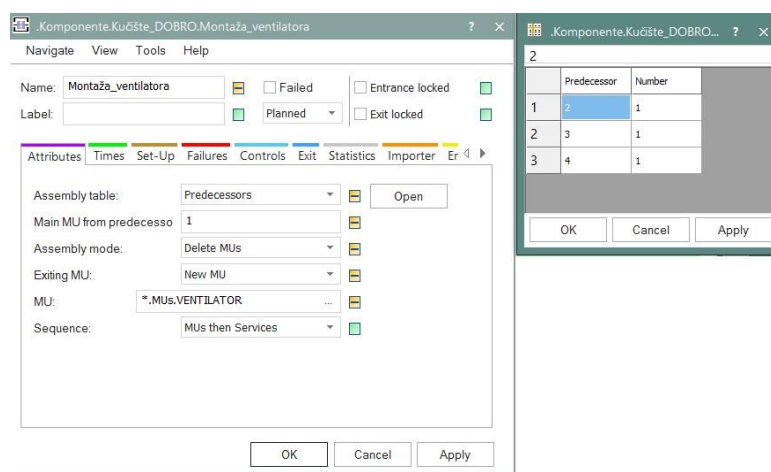 .Komponente.Kućište_DOBRO.Montaža_ventilatora ? ×
Navigate View Tools Help
Name: Montaža_ventilatora Failed Entrance locked
Label: Planned Exit locked
Attributes Times Set-Up Failures Controls Exit Statistics Importer Er
Assembly table: Predecessors Open
Main MU from predecesso 1
Assembly mode: Delete MUs
Exiting MU: New MU
MU: *.MUs.VENTILATOR ...
Sequence: MUs then Services
OK Cancel Apply
.Komponente.Kućište_DOBRO... ? ×
2
Predecessor Number
1 2 1
2 3 1
3 4 1
OK Cancel Apply